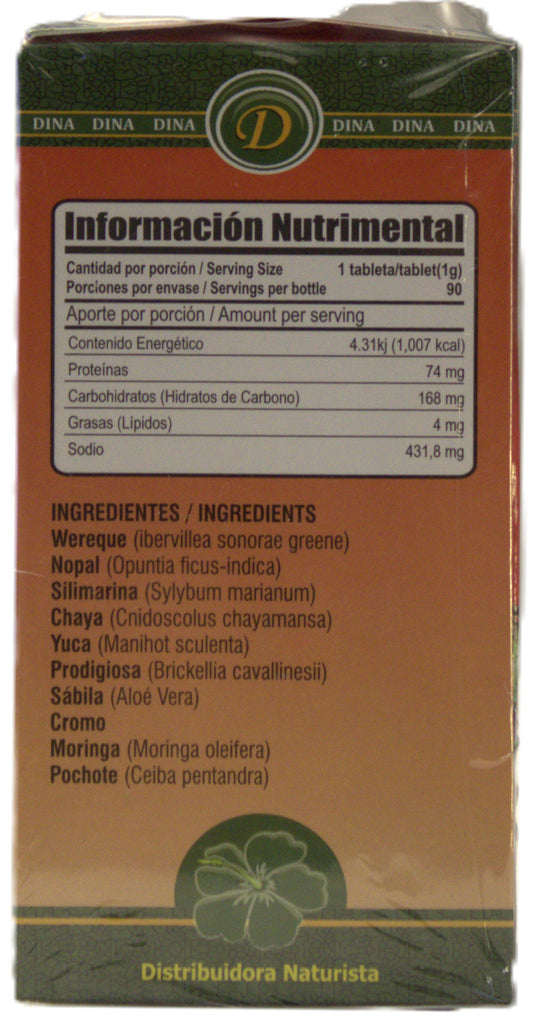 DINA DINA DINA D DINA DINA DINA
Información Nutrimental
Cantidad por porción / Serving Size 1 tableta/tablet(1g)
Porciones por envase / Servings per bottle 90
Aporte por porción / Amount per serving
Contenido Energético 4.31kj (1,007 kcal)
Proteínas 74 mg
Carbohidratos (Hidratos de Carbono) 168 mg
Grasas (Lípidos) 4 mg
Sodio 431,8 mg
INGREDIENTES / INGREDIENTS
Wereque (ibervillea sonorae greene)
Nopal (Opuntia ficus-indica)
Silimarina (Sylybum marianum)
Chaya (Cnidoscolus chayamansa)
Yuca (Manihot sculenta)
Prodigiosa (Brickellia cavallinesii)
Sábila (Aloé Vera)
Cromo
Moringa (Moringa oleifera)
Pochote (Ceiba pentandra)
Distribuidora Naturista